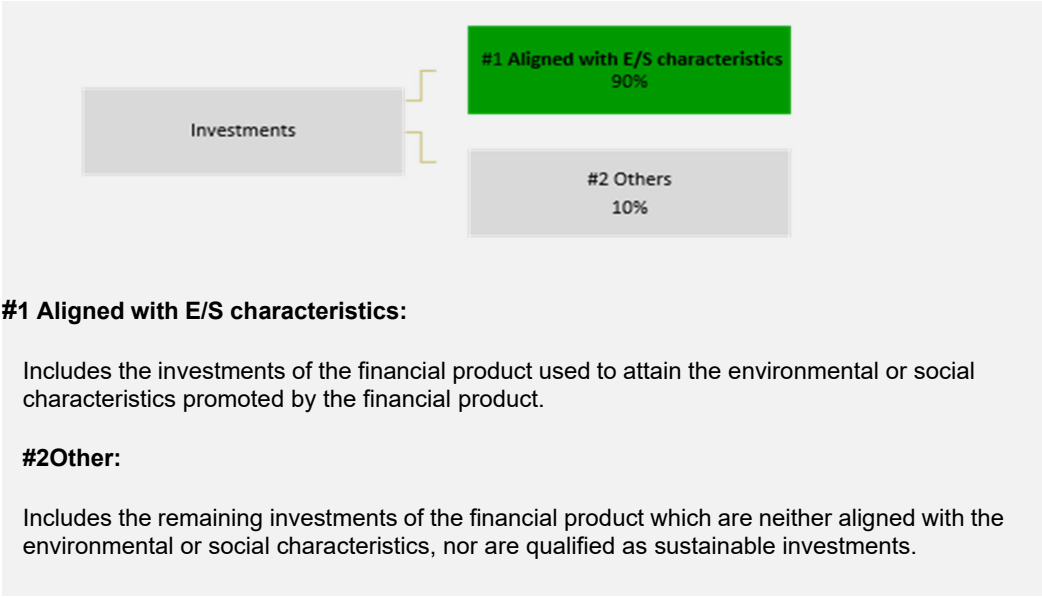 #1 Aligned with E/S characteristics
90%
Investments
#2 Others
10%
#1 Aligned with E/S characteristics:
Includes the investments of the financial product used to attain the environmental or social
characteristics promoted by the financial product.
#2Other:
Includes the remaining investments of the financial product which are neither aligned with the
environmental or social characteristics, nor are qualified as sustainable investments.